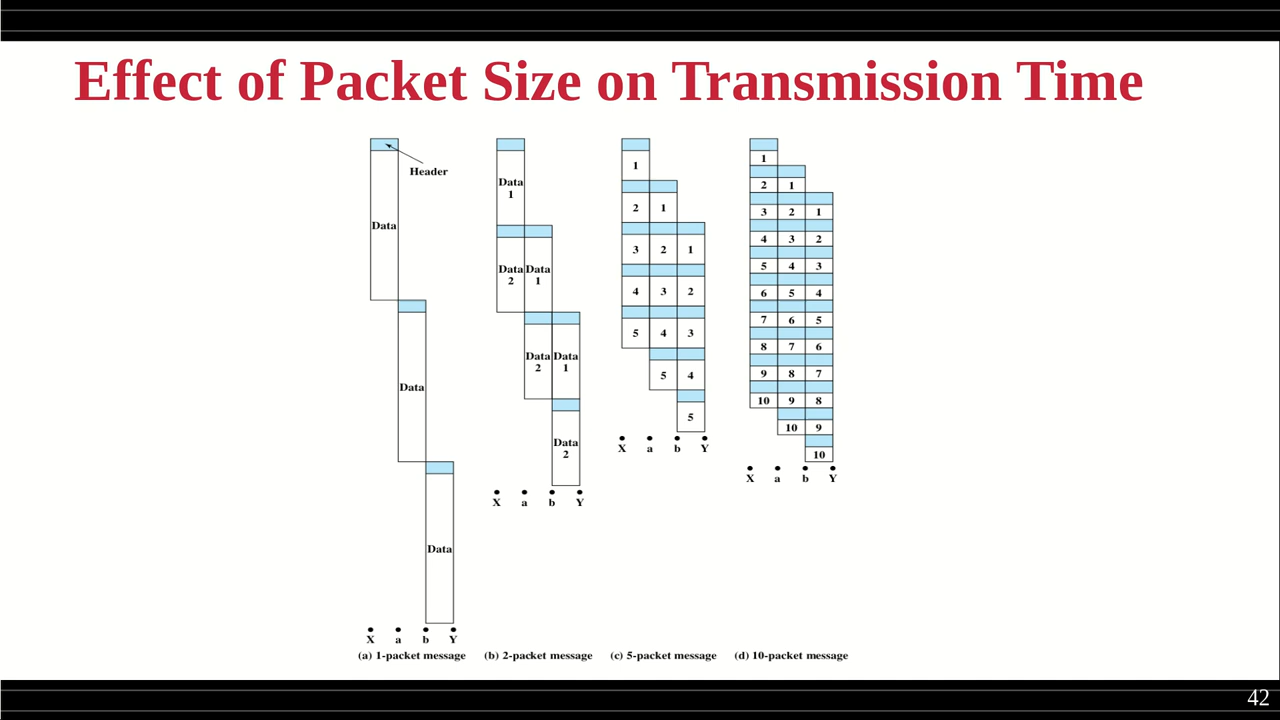 Effect of Packet Size on Transmission Time
Header
Data
Data
Data
X a b Y
(a) 1-packet message
Data
1
Data Data
2 1
Data Data
2 1
Data
2
X a b Y
(b) 2-packet message
1
2 1
3 2 1
4 3 2
5 4 3
5 4
5
X a b Y
(c) 5-packet message
1
2 1
3 2 1
4 3 2
5 4 3
6 5 4
7 6 5
8 7 6
9 8 7
10 9 8
10 9
10
X a b Y
(d) 10-packet message
42